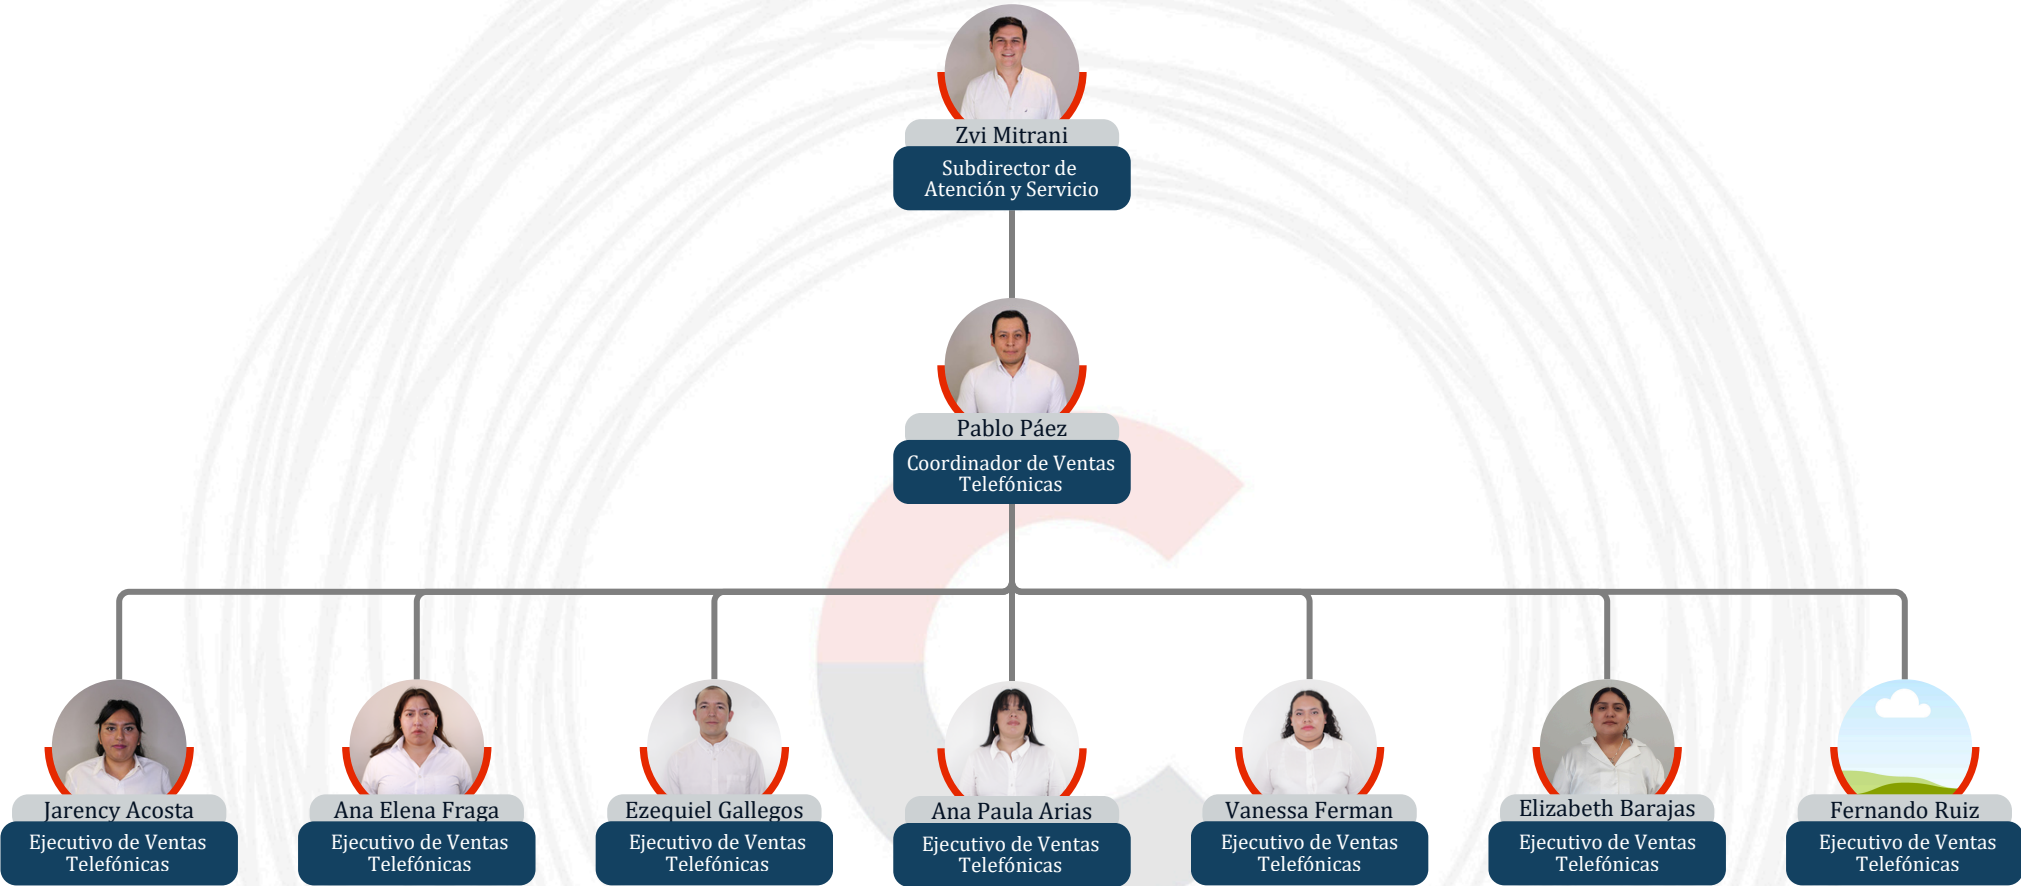 Zvi Mitrani
Subdirector de
Atención y Servicio
Pablo Páez
Coordinador de Ventas
Telefónicas
Jarency Acosta
Ejecutivo de Ventas
Telefónicas
Ana Elena Fraga
Ejecutivo de Ventas
Telefónicas
Ezequiel Gallegos
Ejecutivo de Ventas
Telefónicas
Ana Paula Arias
Ejecutivo de Ventas
Telefónicas
Vanessa Ferman
Ejecutivo de Ventas
Telefónicas
Elizabeth Barajas
Ejecutivo de Ventas
Telefónicas
Fernando Ruiz
Ejecutivo de Ventas
Telefónicas